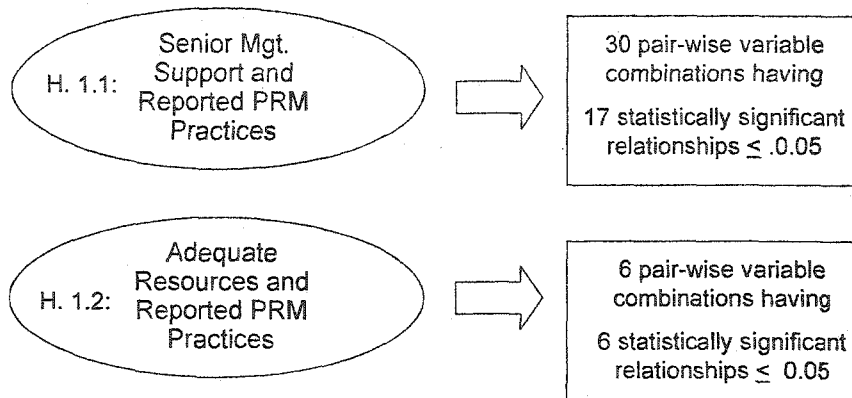 H. 1.1:
Senior Mgt.
Support and
Reported PRM
Practices
30 pair-wise variable
combinations having
17 statistically significant
relationships ≤ .0.05
H. 1.2:
Adequate
Resources and
Reported PRM
Practices
6 pair-wise variable
combinations having
6 statistically significant
relationships ≤ 0.05